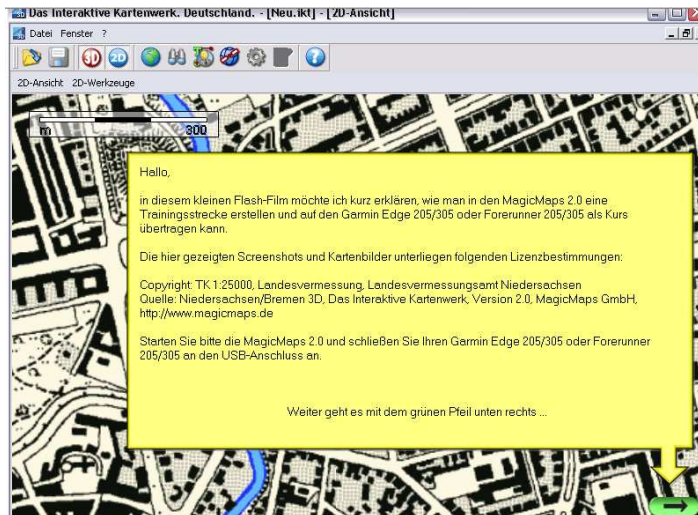 Das Interaktive Kartenwerk. Deutschland. - [Neu.ikt] - [2D-Ansicht]
Datei Fenster ?
3D 2D
2D-Ansicht 2D-Werkzeuge
m 300
Hallo,
in diesem kleinen Flash-Film möchte ich kurz erklären, wie man in den MagicMaps 2.0 eine
Trainingsstrecke erstellen und auf den Garmin Edge 205/305 oder Forerunner 205/305 als Kurs
übertragen kann.
Die hier gezeigten Screenshots und Kartenbilder unterliegen folgenden Lizenzbestimmungen:
Copyright: TK 1:25000, Landesvermessung, Landesvermessungsamt Niedersachsen
Quelle: Niedersachsen/Bremen 3D, Das Interaktive Kartenwerk, Version 2.0, MagicMaps GmbH,
http://www.magicmaps.de
Starten Sie bitte die MagicMaps 2.0 und schließen Sie Ihren Garmin Edge 205/305 oder Forerunner
205/305 an den USB-Anschluss an.
Weiter geht es mit dem grünen Pfeil unten rechts ...